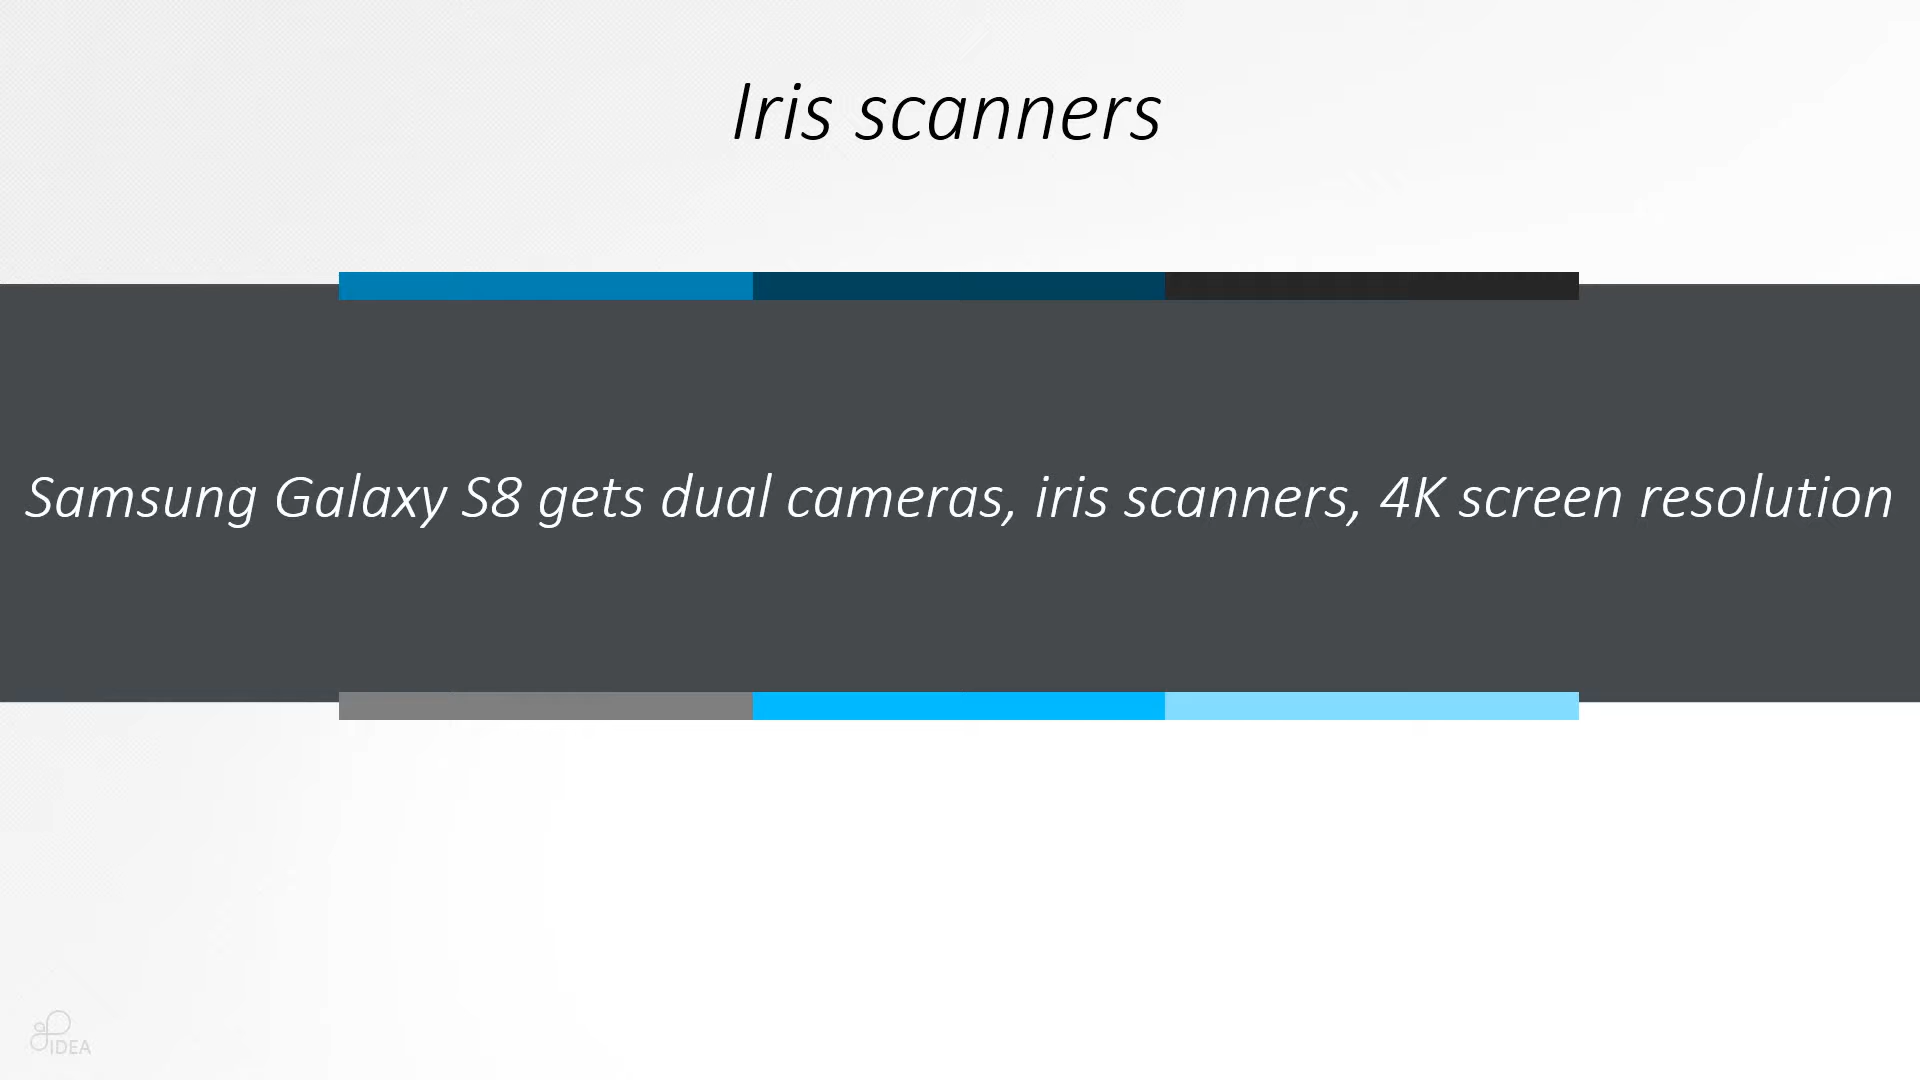 Iris scanners
Samsung Galaxy S8 gets dual cameras, iris scanners, 4K screen resolution
IDEA